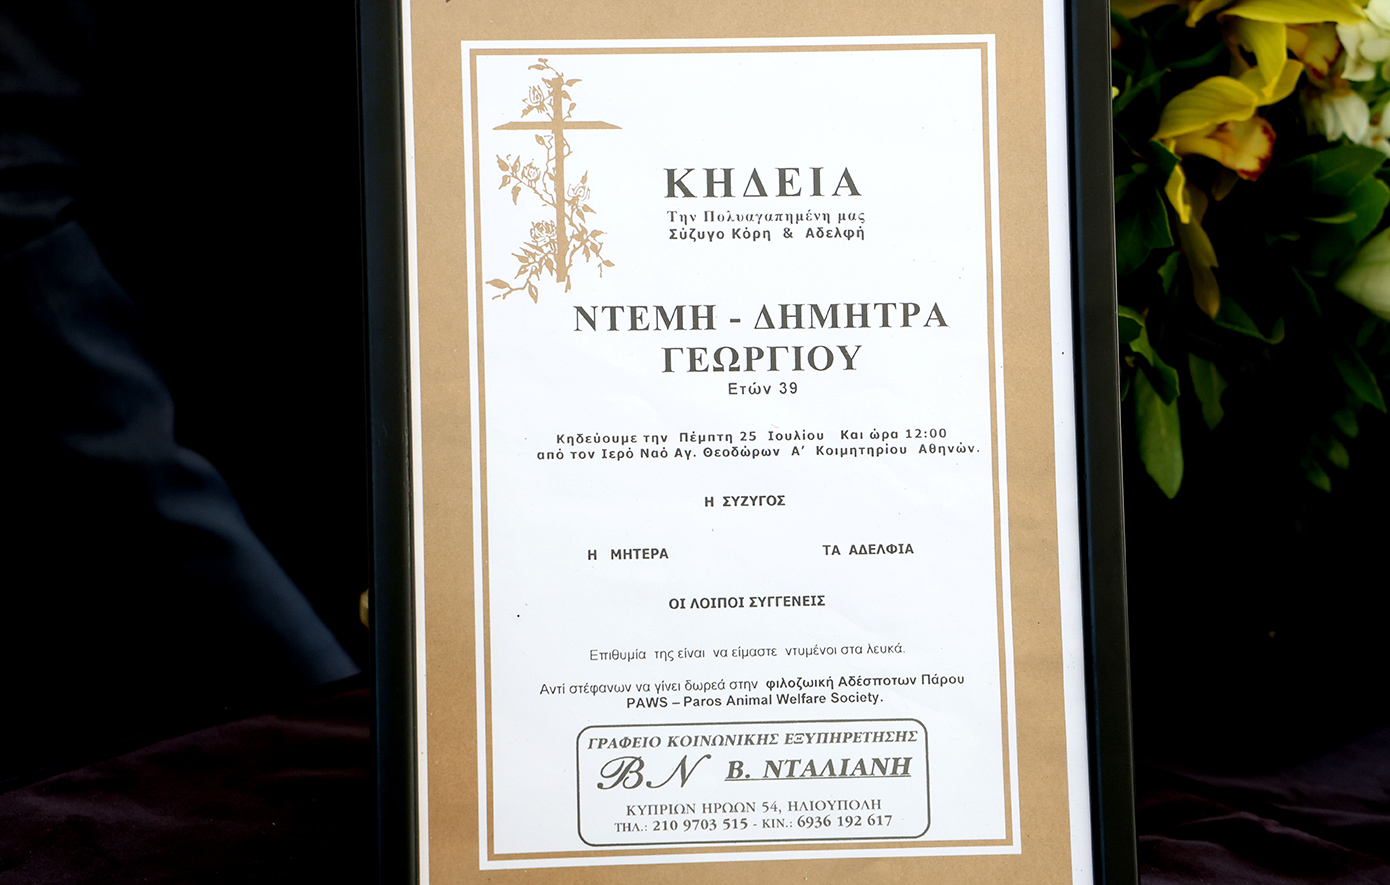 ΚΗΔΕΙΑ
Την Πολυαγαπημένη μας
Σύζυγο Κόρη & Αδελφή
ΝΤΕΜΗ - ΔΗΜΗΤΡΑ
ΓΕΩΡΓΙΟΥ
Ετών 39
Κηδεύουμε την Πέμπτη 25 Ιουλίου Και ώρα 12:00
από τον Ιερό Ναό Αγ. Θεοδώρων Α’ Κοιμητηρίου Αθηνών.
Η ΣΥΖΥΓΟΣ
Η ΜΗΤΕΡΑ ΤΑ ΑΔΕΛΦΙΑ
ΟΙ ΛΟΙΠΟΙ ΣΥΓΓΕΝΕΙΣ
Επιθυμία της είναι να είμαστε ντυμένοι στα λευκά.
Αντί στέφανων να γίνει δωρεά στην φιλοζωική Αδέσποτων Πάρου
PAWS – Paros Animal Welfare Society.
ΓΡΑΦΕΙΟ ΚΟΙΝΩΝΙΚΗΣ ΕΞΥΠΗΡΕΤΗΣΗΣ
BN Β. ΝΤΑΛΙΑΝΗ
ΚΥΠΡΙΩΝ ΗΡΩΩΝ 54, ΗΛΙΟΥΠΟΛΗ
ΤΗΛ.: 210 9703 515 - ΚΙΝ.: 6936 192 617